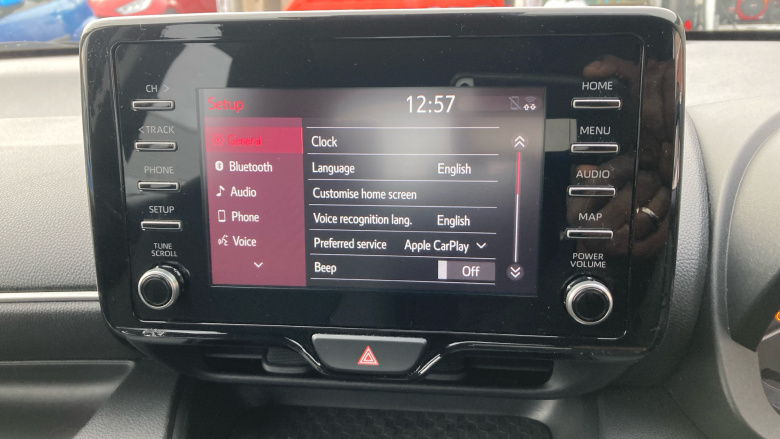 CH >
< TRACK
PHONE
SETUP
TUNE
SCROLL
Setup 12:57
General
Bluetooth
Audio
Phone
Voice
Clock
Language English
Customise home screen
Voice recognition lang. English
Preferred service Apple CarPlay
Beep Off
HOME
MENU
AUDIO
MAP
POWER
VOLUME